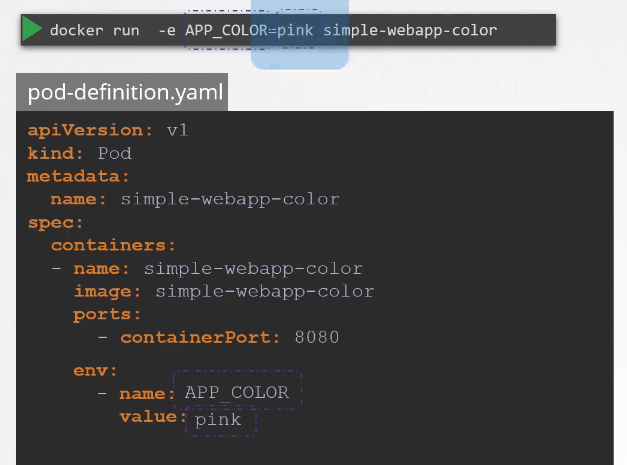 docker run -e APP_COLOR=pink simple-webapp-color
pod-definition.yaml
apiVersion: v1
kind: Pod
metadata:
  name: simple-webapp-color
spec:
  containers:
  - name: simple-webapp-color
    image: simple-webapp-color
    ports:
      - containerPort: 8080
    env:
      - name: APP_COLOR
        value: pink